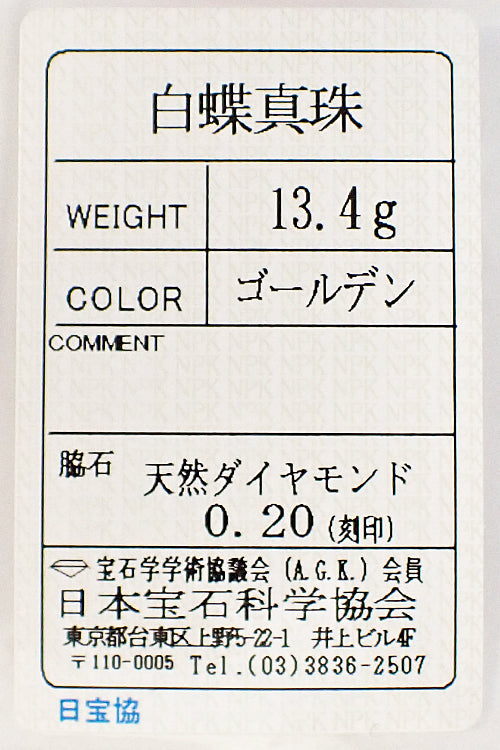 白蝶真珠
WEIGHT 13.4g
COLOR ゴールデン
COMMENT
脇石 天然ダイヤモンド
0.20 (刻印)
宝石学学術協議会 (A.G.K.) 会員
日本宝石科学協会
東京都台東区上野5-22-1 井上ビル4F
〒110-0005 Tel.(03)3836-2507
日宝協